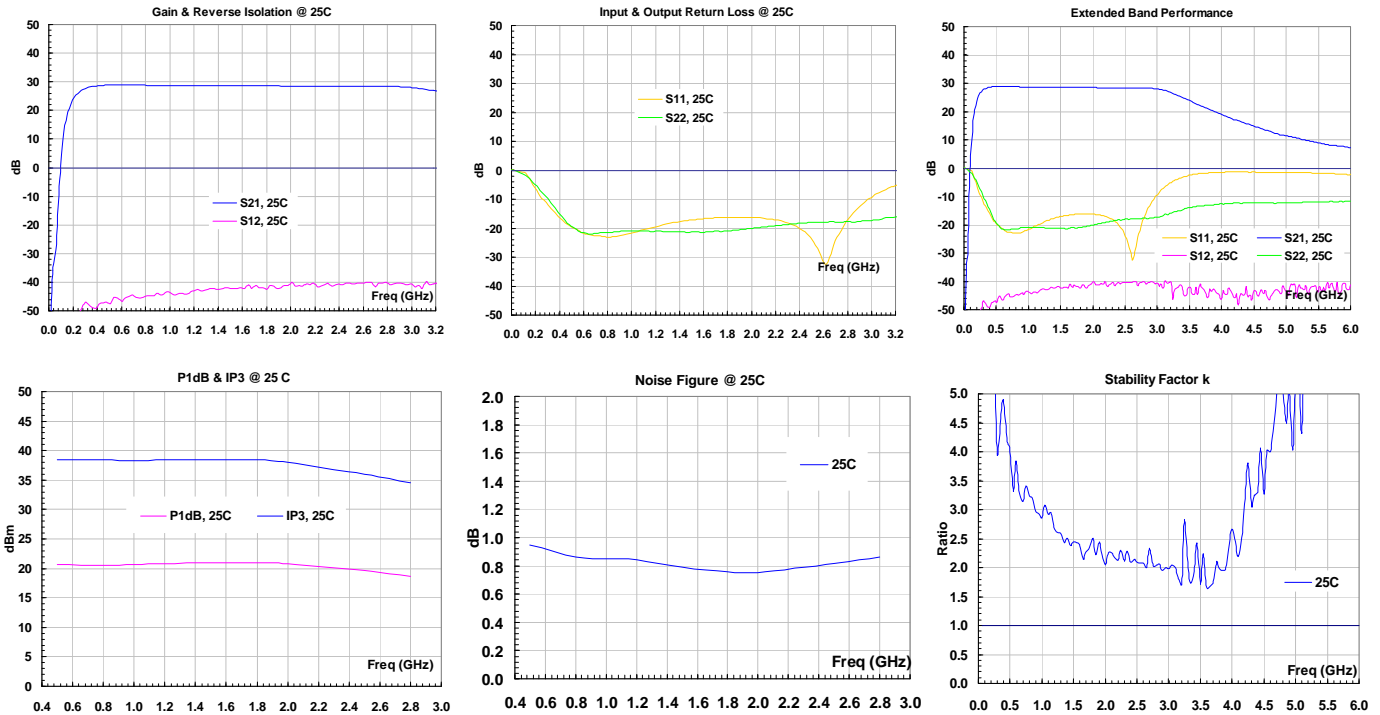 Gain & Reverse Isolation @ 25C
50
40
30
20
10
0
-10
-20
-30
-40
-50
dB
S21, 25C
S12, 25C
Freq (GHz)
0.0 0.2 0.4 0.6 0.8 1.0 1.2 1.4 1.6 1.8 2.0 2.2 2.4 2.6 2.8 3.0 3.2
Input & Output Return Loss @ 25C
50
40
30
20
10
0
-10
-20
-30
-40
-50
dB
S11, 25C
S22, 25C
Freq (GHz)
0.0 0.2 0.4 0.6 0.8 1.0 1.2 1.4 1.6 1.8 2.0 2.2 2.4 2.6 2.8 3.0 3.2
Extended Band Performance
50
40
30
20
10
0
-10
-20
-30
-40
-50
dB
S11, 25C S21, 25C
S12, 25C S22, 25C
Freq (GHz)
0.0 0.5 1.0 1.5 2.0 2.5 3.0 3.5 4.0 4.5 5.0 5.5 6.0
P1dB & IP3 @ 25 C
50
45
40
35
30
25
20
15
10
5
0
dBm
P1dB, 25C IP3, 25C
Freq (GHz)
0.4 0.6 0.8 1.0 1.2 1.4 1.6 1.8 2.0 2.2 2.4 2.6 2.8 3.0
Noise Figure @ 25C
2.0
1.8
1.6
1.4
1.2
1.0
0.8
0.6
0.4
0.2
0.0
dB
25C
Freq (GHz)
0.4 0.6 0.8 1.0 1.2 1.4 1.6 1.8 2.0 2.2 2.4 2.6 2.8 3.0
Stability Factor k
5.0
4.5
4.0
3.5
3.0
2.5
2.0
1.5
1.0
0.5
0.0
Ratio
25C
Freq (GHz)
0.0 0.5 1.0 1.5 2.0 2.5 3.0 3.5 4.0 4.5 5.0 5.5 6.0